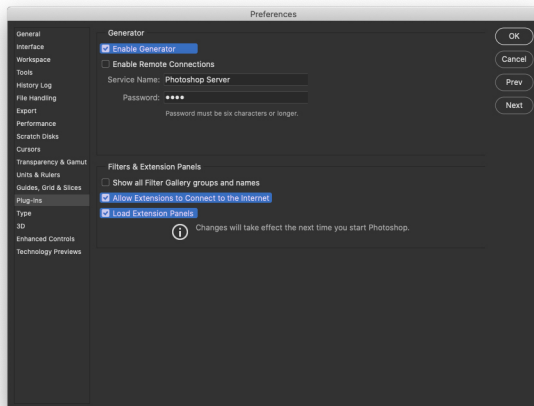 Preferences
General
Interface
Workspace
Tools
History Log
File Handling
Export
Performance
Scratch Disks
Cursors
Transparency & Gamut
Units & Rulers
Guides, Grid & Slices
Plug-Ins
Type
3D
Enhanced Controls
Technology Previews
Generator
Enable Generator
Enable Remote Connections
Service Name: Photoshop Server
Password: ••••
Password must be six characters or longer.
Filters & Extension Panels
Show all Filter Gallery groups and names
Allow Extensions to Connect to the Internet
Load Extension Panels
Changes will take effect the next time you start Photoshop.
OK
Cancel
Prev
Next